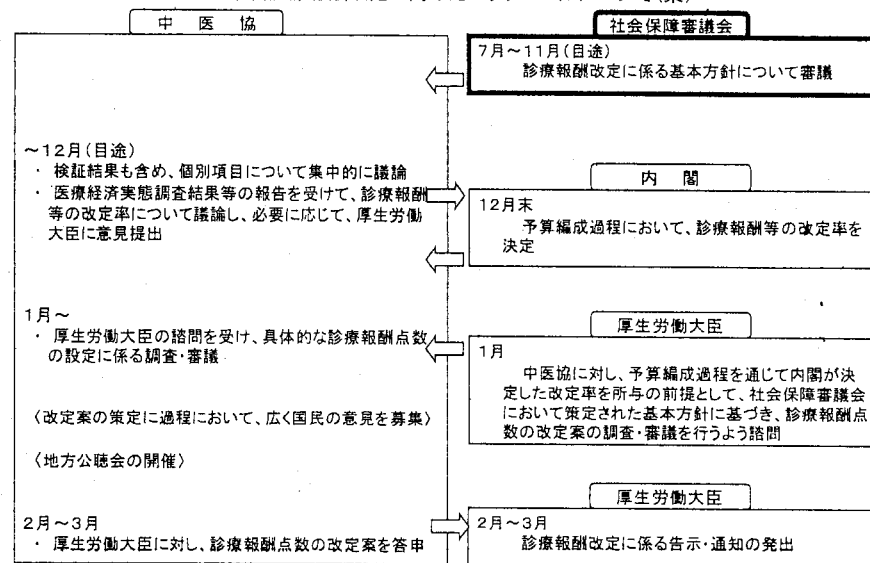 中医協
～12月(目途)
・ 検証結果も含め、個別項目について集中的に議論
・ 医療経済実態調査結果等の報告を受けて、診療報酬
等の改定率について議論し、必要に応じて、厚生労働
大臣に意見提出
1月～
・ 厚生労働大臣の諮問を受け、具体的な診療報酬点数
の設定に係る調査・審議
〈改定案の策定に過程において、広く国民の意見を募集〉
〈地方公聴会の開催〉
2月～3月
・ 厚生労働大臣に対し、診療報酬点数の改定案を答申
社会保障審議会
7月～11月(目途)
診療報酬改定に係る基本方針について審議
内閣
12月末
予算編成過程において、診療報酬等の改定率を
決定
厚生労働大臣
1月
中医協に対し、予算編成過程を通じて内閣が決
定した改定率を所与の前提として、社会保障審議会
において策定された基本方針に基づき、診療報酬点
数の改定案の調査・審議を行うよう諮問
厚生労働大臣
2月～3月
診療報酬改定に係る告示・通知の発出